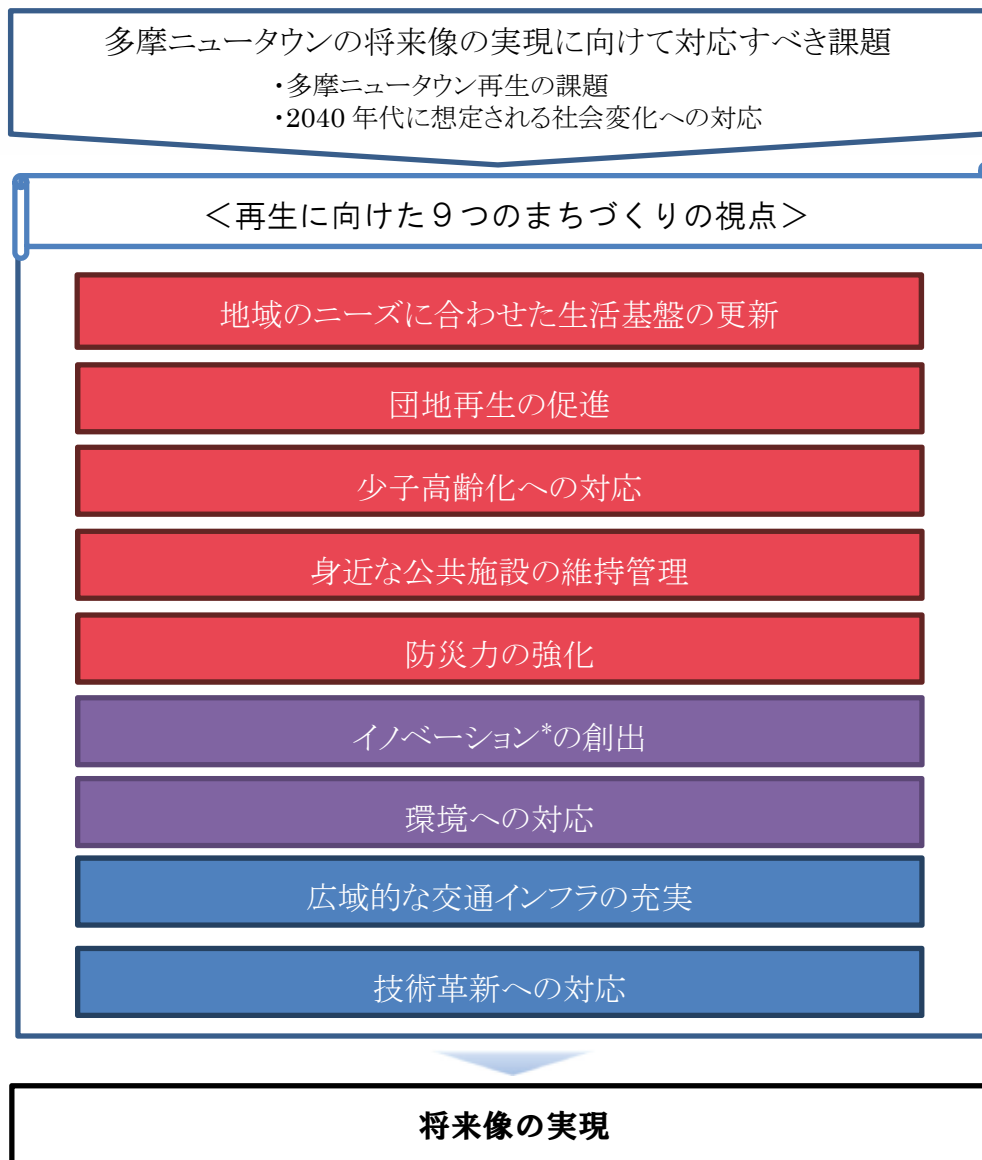 多摩ニュータウンの将来像の実現に向けて対応すべき課題
・多摩ニュータウン再生の課題
・2040 年代に想定される社会変化への対応
＜再生に向けた９つのまちづくりの視点＞
地域のニーズに合わせた生活基盤の更新
団地再生の促進
少子高齢化への対応
身近な公共施設の維持管理
防災力の強化
イノベーション*の創出
環境への対応
広域的な交通インフラの充実
技術革新への対応
将来像の実現